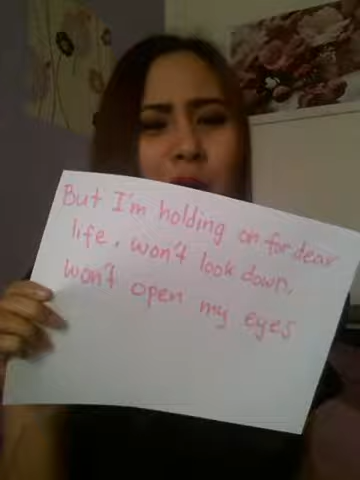 But I'm holding on for dear
life, won't look down,
won't open my eyes